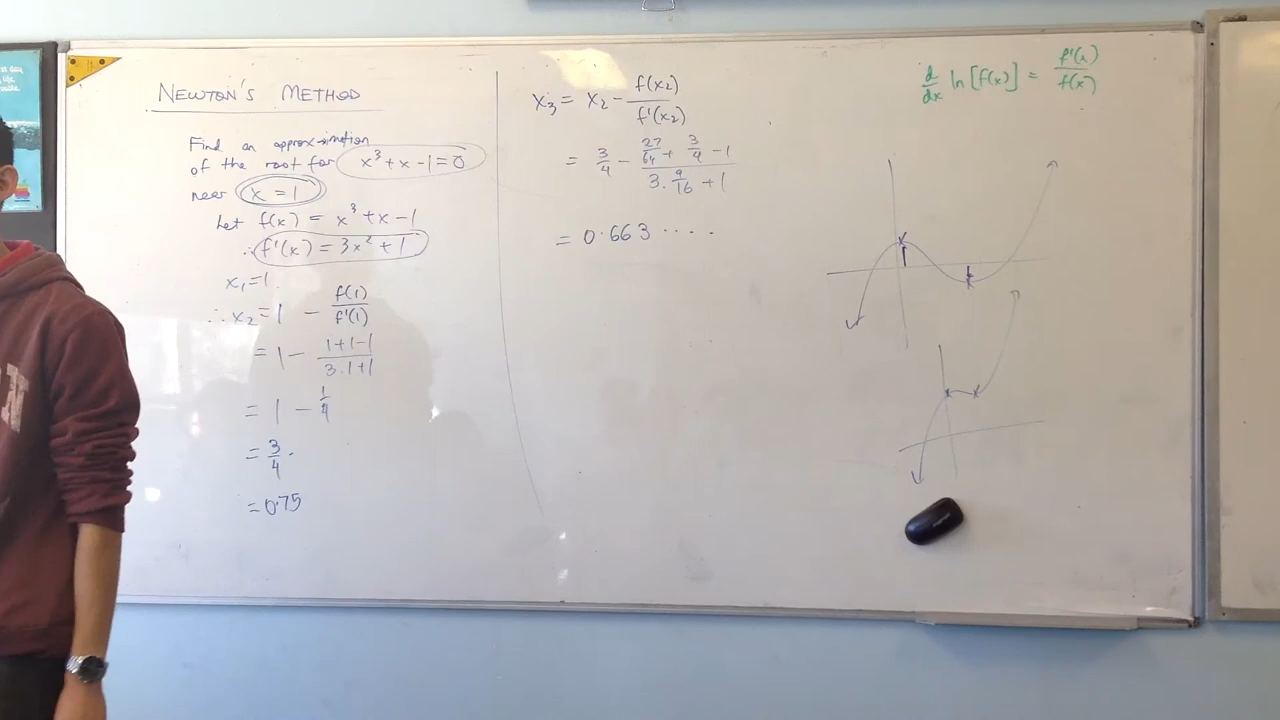 NEWTON'S METHOD
Find an approximation
of the root for x³ + x - 1 = 0
near x = 1
Let f(x) = x³ + x - 1
∴ f'(x) = 3x² + 1
x₁ = 1
∴ x₂ = 1 - f(1)/f'(1)
= 1 - (1+1-1)/(3.1+1)
= 1 - 1/4
= 3/4.
= 0.75
x₃ = x₂ - f(x₂)/f'(x₂)
= 3/4 - (27/64 + 3/4 - 1)/(3.9/16 + 1)
= 0.663 ....
d/dx ln[f(x)] = f'(x)/f(x)